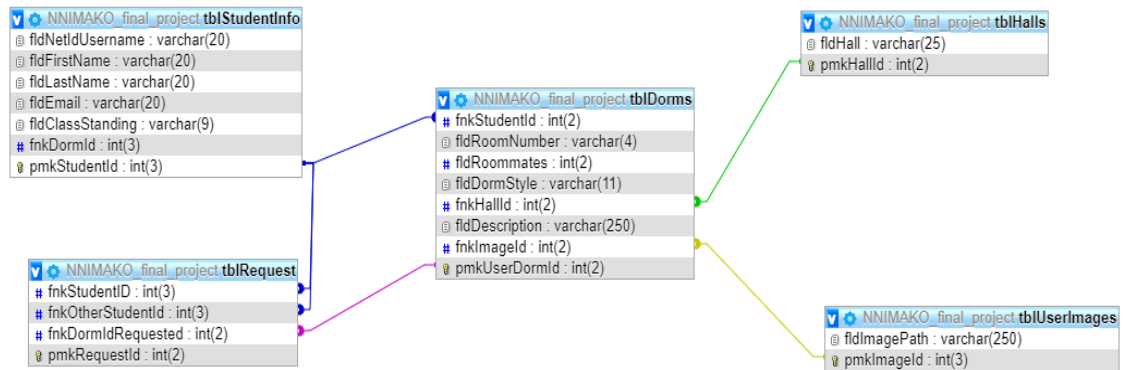 NNIMAKO_final_project tblStudentInfo
fldNetIdUsername : varchar(20)
fldFirstName : varchar(20)
fldLastName : varchar(20)
fldEmail : varchar(20)
fldClassStanding : varchar(9)
# fnkDormId : int(3)
pmkStudentId : int(3)
NNIMAKO_final_project tblRequest
# fnkStudentID : int(3)
# fnkOtherStudentId : int(3)
# fnkDormIdRequested : int(2)
pmkRequestId : int(2)
NNIMAKO_final_project tblDorms
# fnkStudentId : int(2)
fldRoomNumber : varchar(4)
# fldRoommates : int(2)
fldDormStyle : varchar(11)
# fnkHallId : int(2)
fldDescription : varchar(250)
# fnkImageId : int(2)
pmkUserDormId : int(2)
NNIMAKO_final_project tblHalls
fldHall : varchar(25)
pmkHallId : int(2)
NNIMAKO_final_project tblUserImages
fldImagePath : varchar(250)
pmkImageId : int(3)